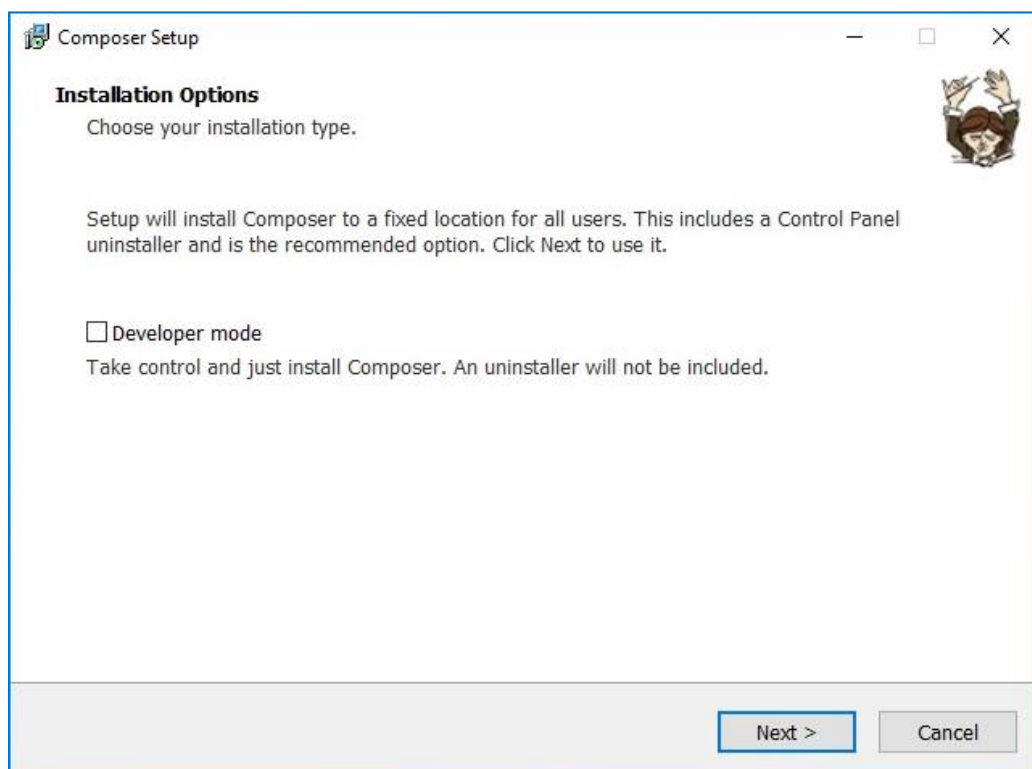 Composer Setup
Installation Options
Choose your installation type.
Setup will install Composer to a fixed location for all users. This includes a Control Panel
uninstaller and is the recommended option. Click Next to use it.
Developer mode
Take control and just install Composer. An uninstaller will not be included.
Next >
Cancel